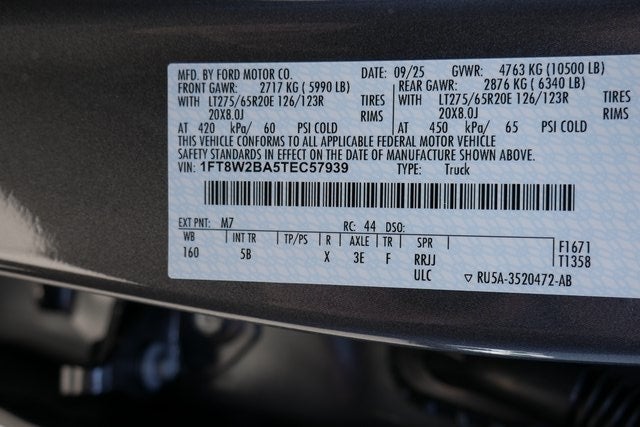 MFD. BY FORD MOTOR CO. DATE: 09/25 GVWR: 4763 KG (10500 LB)
FRONT GAWR: 2717 KG ( 5990 LB) REAR GAWR: 2876 KG ( 6340 LB)
WITH LT275/65R20E 126/123R TIRES WITH LT275/65R20E 126/123R TIRES
20X8.0J RIMS 20X8.0J RIMS
AT 420 kPa/ 60 PSI COLD AT 450 kPa/ 65 PSI COLD
THIS VEHICLE CONFORMS TO ALL APPLICABLE FEDERAL MOTOR VEHICLE
SAFETY STANDARDS IN EFFECT ON THE DATE OF MANUFACTURE SHOWN ABOVE.
VIN: 1FT8W2BA5TEC57939 TYPE: Truck
EXT PNT: M7 RC: 44 DSO:
WB INT TR TP/PS R AXLE TR SPR F1671
160 5B X 3E F RRJJ T1358
ULC ▽ RU5A-3520472-AB